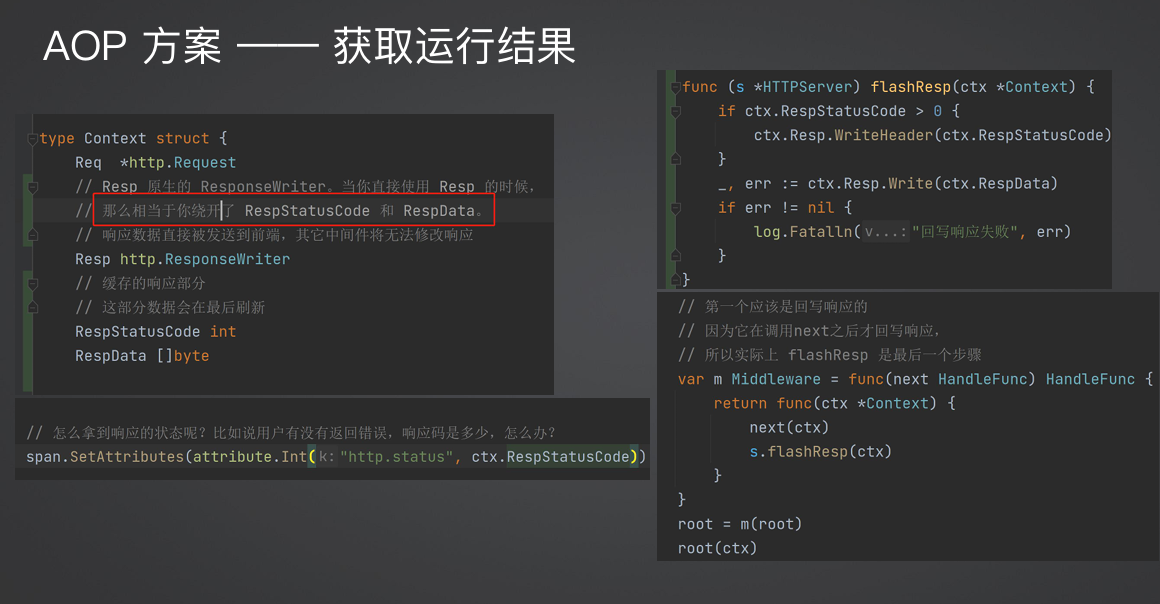 AOP 方案 —— 获取运行结果
type Context struct {
Req *http.Request
// Resp 原生的 ResponseWriter。当你直接使用 Resp 的时候，
// 那么相当于你绕开了 RespStatusCode 和 RespData。
// 响应数据直接被发送到前端，其它中间件将无法修改响应
Resp http.ResponseWriter
// 缓存的响应部分
// 这部分数据会在最后刷新
RespStatusCode int
RespData []byte
// 怎么拿到响应的状态呢？比如说用户有没有返回错误，响应码是多少，怎么办？
span.SetAttributes(attribute.Int(k: "http.status", ctx.RespStatusCode))
func (s *HTTPServer) flashResp(ctx *Context) {
if ctx.RespStatusCode > 0 {
ctx.Resp.WriteHeader(ctx.RespStatusCode)
}
_, err := ctx.Resp.Write(ctx.RespData)
if err != nil {
log.Fatalln(v...: "回写响应失败", err)
}
}
// 第一个应该是回写响应的
// 因为它在调用next之后才回写响应，
// 所以实际上 flashResp 是最后一个步骤
var m Middleware = func(next HandleFunc) HandleFunc {
return func(ctx *Context) {
next(ctx)
s.flashResp(ctx)
}
}
root = m(root)
root(ctx)